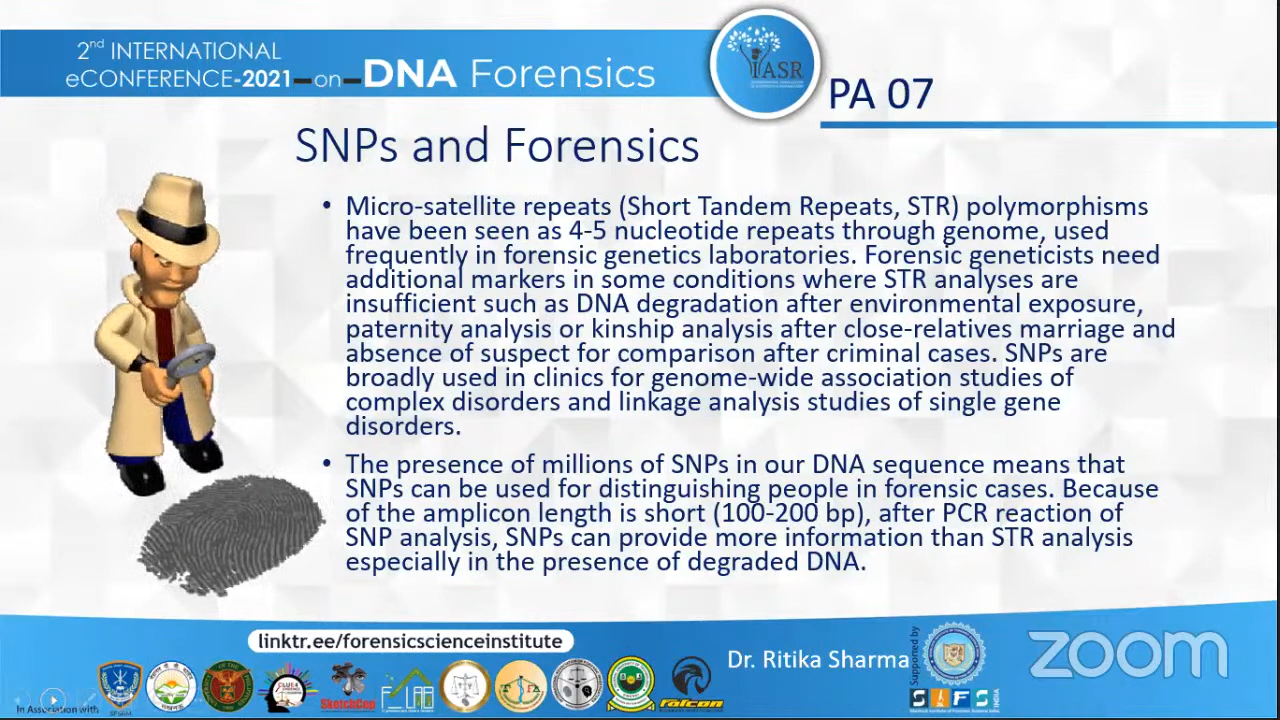 2nd INTERNATIONAL
eCONFERENCE-2021-on-DNA Forensics
IASR
PA 07
SNPs and Forensics
• Micro-satellite repeats (Short Tandem Repeats, STR) polymorphisms
have been seen as 4-5 nucleotide repeats through genome, used
frequently in forensic genetics laboratories. Forensic geneticists need
additional markers in some conditions where STR analyses are
insufficient such as DNA degradation after environmental exposure,
paternity analysis or kinship analysis after close-relatives marriage and
absence of suspect for comparison after criminal cases. SNPs are
broadly used in clinics for genome-wide association studies of
complex disorders and linkage analysis studies of single gene
disorders.
• The presence of millions of SNPs in our DNA sequence means that
SNPs can be used for distinguishing people in forensic cases. Because
of the amplicon length is short (100-200 bp), after PCR reaction of
SNP analysis, SNPs can provide more information than STR analysis
especially in the presence of degraded DNA.
linktr.ee/forensicscienceinstitute
Dr. Ritika Sharma
Supported by
zoom
In Association with
SketchCop
falcon
SIFS
INDIA